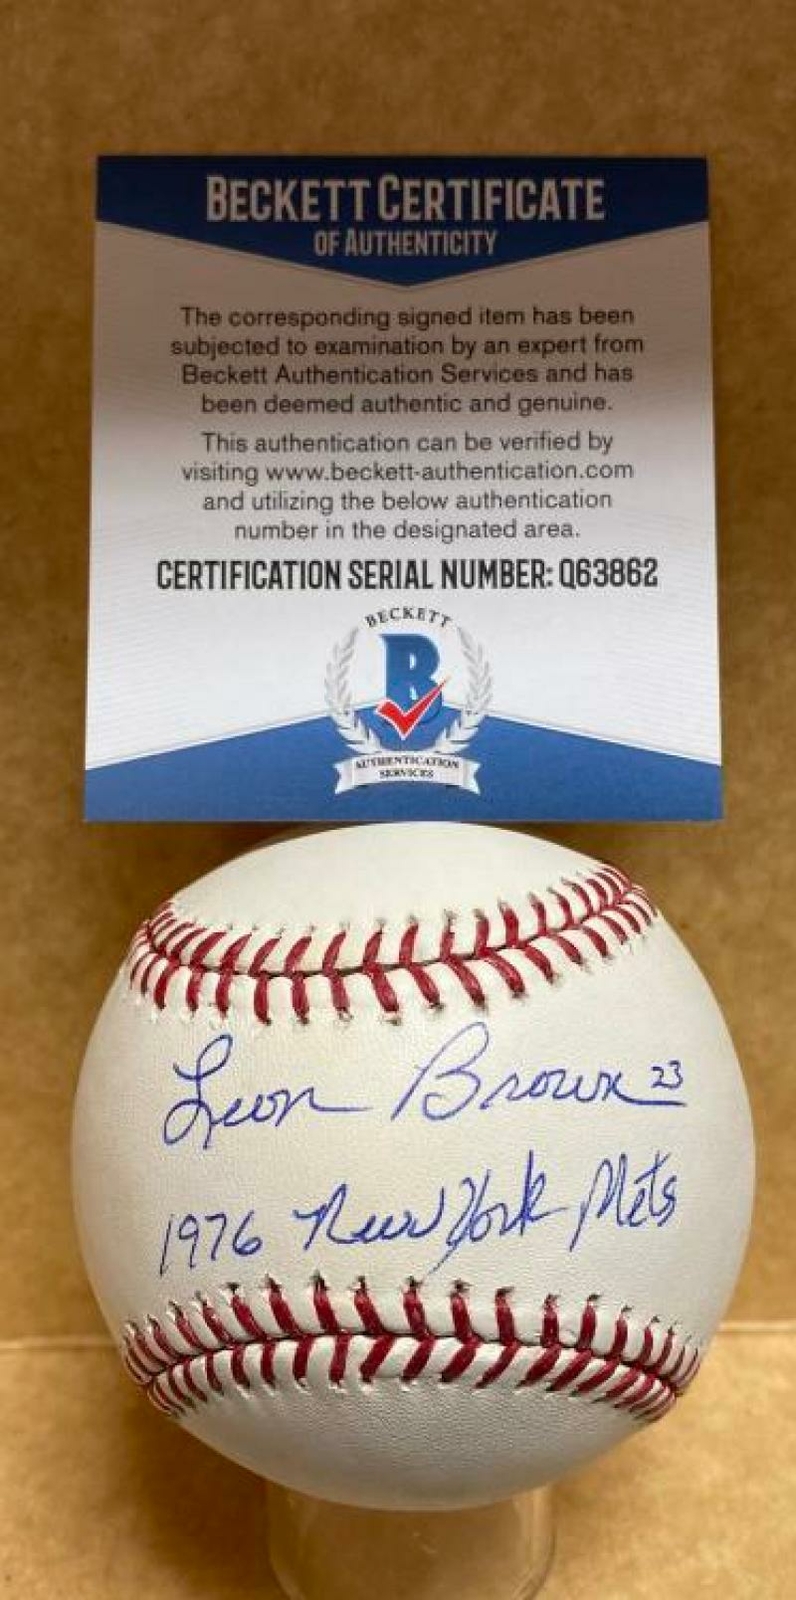 BECKETT CERTIFICATE
OF AUTHENTICITY
The corresponding signed item has been
subjected to examination by an expert from
Beckett Authentication Services and has
been deemed authentic and genuine.
This authentication can be verified by
visiting www.beckett-authentication.com
and utilizing the below authentication
number in the designated area.
CERTIFICATION SERIAL NUMBER: Q63862
BECKETT
B
AUTHENTICATION
SERVICES
Leon Brown 23
1976 New York Mets